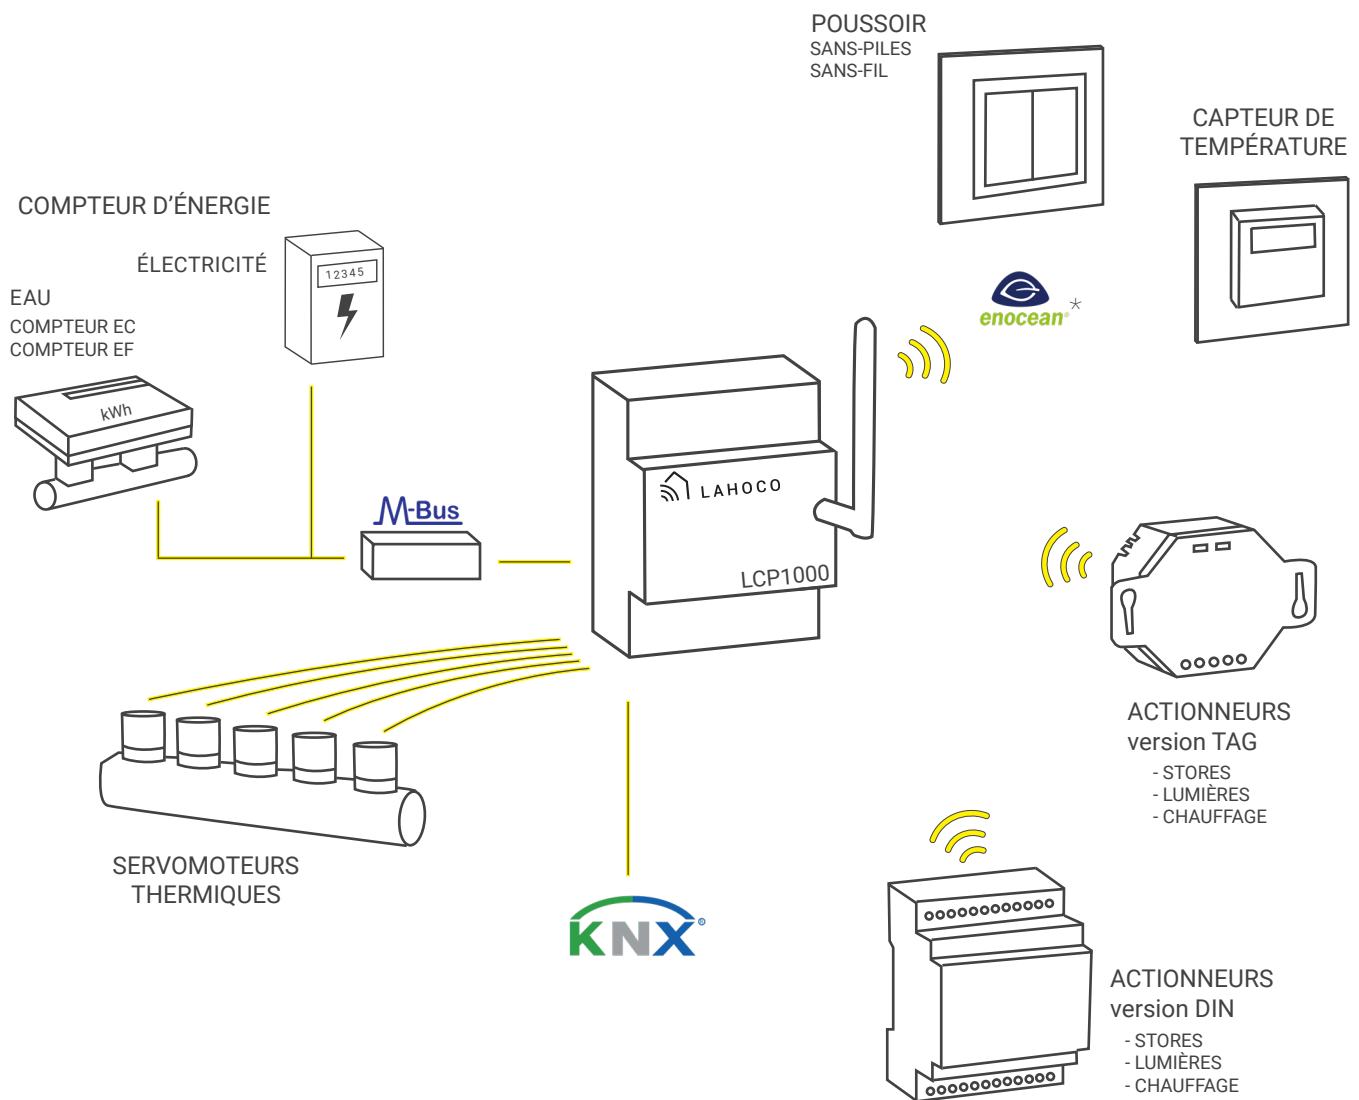 POUSSOIR
SANS-PILES
SANS-FIL
CAPTEUR DE
TEMPÉRATURE
COMPTEUR D'ÉNERGIE
ÉLECTRICITÉ
12345
EAU
COMPTEUR EC
COMPTEUR EF
kWh
enocean® *
M-Bus
LAHOCO
LCP1000
ACTIONNEURS
version TAG
- STORES
- LUMIÈRES
- CHAUFFAGE
SERVOMOTEURS
THERMIQUES
KNX®
ACTIONNEURS
version DIN
- STORES
- LUMIÈRES
- CHAUFFAGE